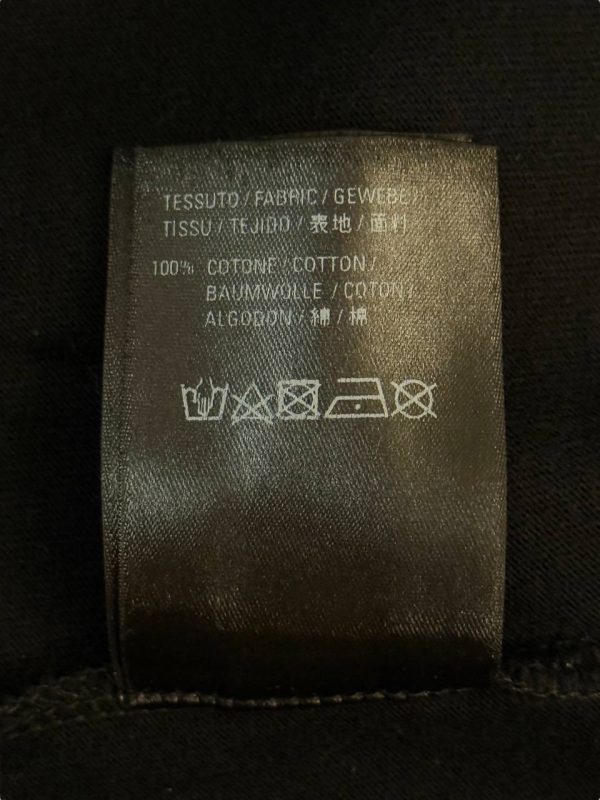 TESSUTO / FABRIC / GEWEBE /
TISSU / TEJIDO / 表地 / 面料
100% COTONE / COTTON /
BAUMWOLLE / COTON /
ALGODON / 綿 / 棉